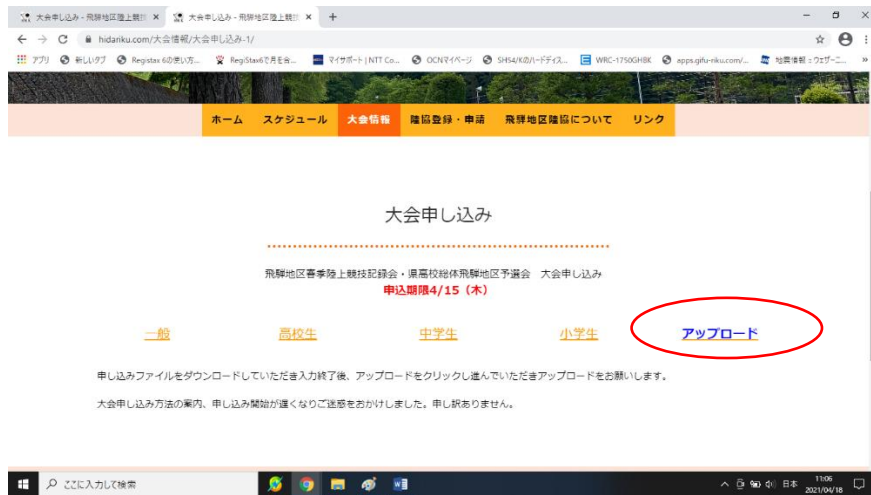 大会申し込み - 飛騨地区陸上競技 × 大会申し込み - 飛騨地区陸上競技 × +
hidariku.com/大会情報/大会申し込み-1/
アプリ 新しいタブ Registax 6の使い方... RegiStax6で月を合... マイサポート | NTT Co... OCNマイページ SH54/Kのハードディス... WRC-1750GHBK apps.gifu-riku.com/... 地震情報:ウェザーニ... »
ホーム スケジュール 大会情報 陸協登録・申請 飛騨地区陸協について リンク
大会申し込み
飛騨地区春季陸上競技記録会・県高校総体飛騨地区予選会 大会申し込み
申込期限4/15(木)
一般 高校生 中学生 小学生 アップロード
申し込みファイルをダウンロードしていただき入力終了後、アップロードをクリックし進んでいただきアップロードをお願いします。
大会申し込み方法の案内、申し込み開始が遅くなりご迷惑をおかけしました。申し訳ありません。
ここに入力して検索 日本 11:06
2021/04/18